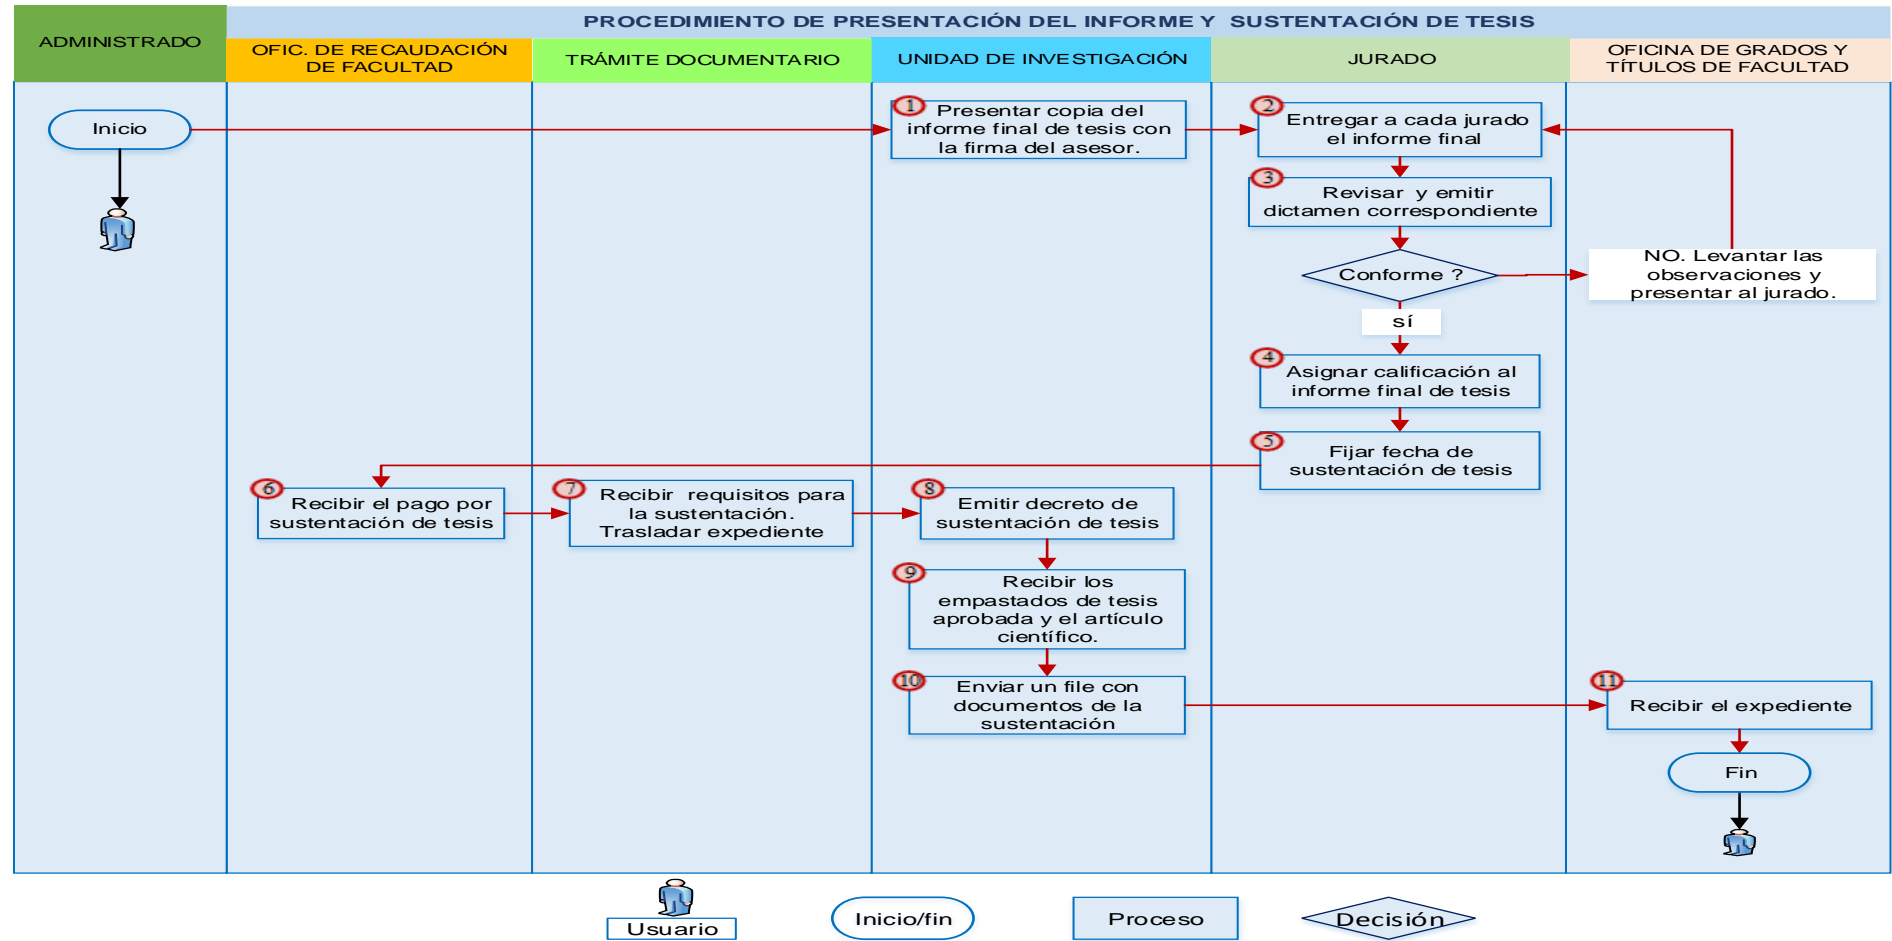 PROCEDIMIENTO DE PRESENTACIÓN DEL INFORME Y SUSTENTACIÓN DE TESIS
ADMINISTRADO
OFIC. DE RECAUDACIÓN
DE FACULTAD
TRÁMITE DOCUMENTARIO
UNIDAD DE INVESTIGACIÓN
JURADO
OFICINA DE GRADOS Y
TÍTULOS DE FACULTAD
Inicio
1
Presentar copia del
informe final de tesis con
la firma del asesor.
2
Entregar a cada jurado
el informe final
3
Revisar y emitir
dictamen correspondiente
Conforme ?
NO. Levantar las
observaciones y
presentar al jurado.
sí
4
Asignar calificación al
informe final de tesis
5
Fijar fecha de
sustentación de tesis
6
Recibir el pago por
sustentación de tesis
7
Recibir requisitos para
la sustentación.
Trasladar expediente
8
Emitir decreto de
sustentación de tesis
9
Recibir los
empastados de tesis
aprobada y el artículo
científico.
10
Enviar un file con
documentos de la
sustentación
11
Recibir el expediente
Fin
Usuario
Inicio/fin
Proceso
Decisión